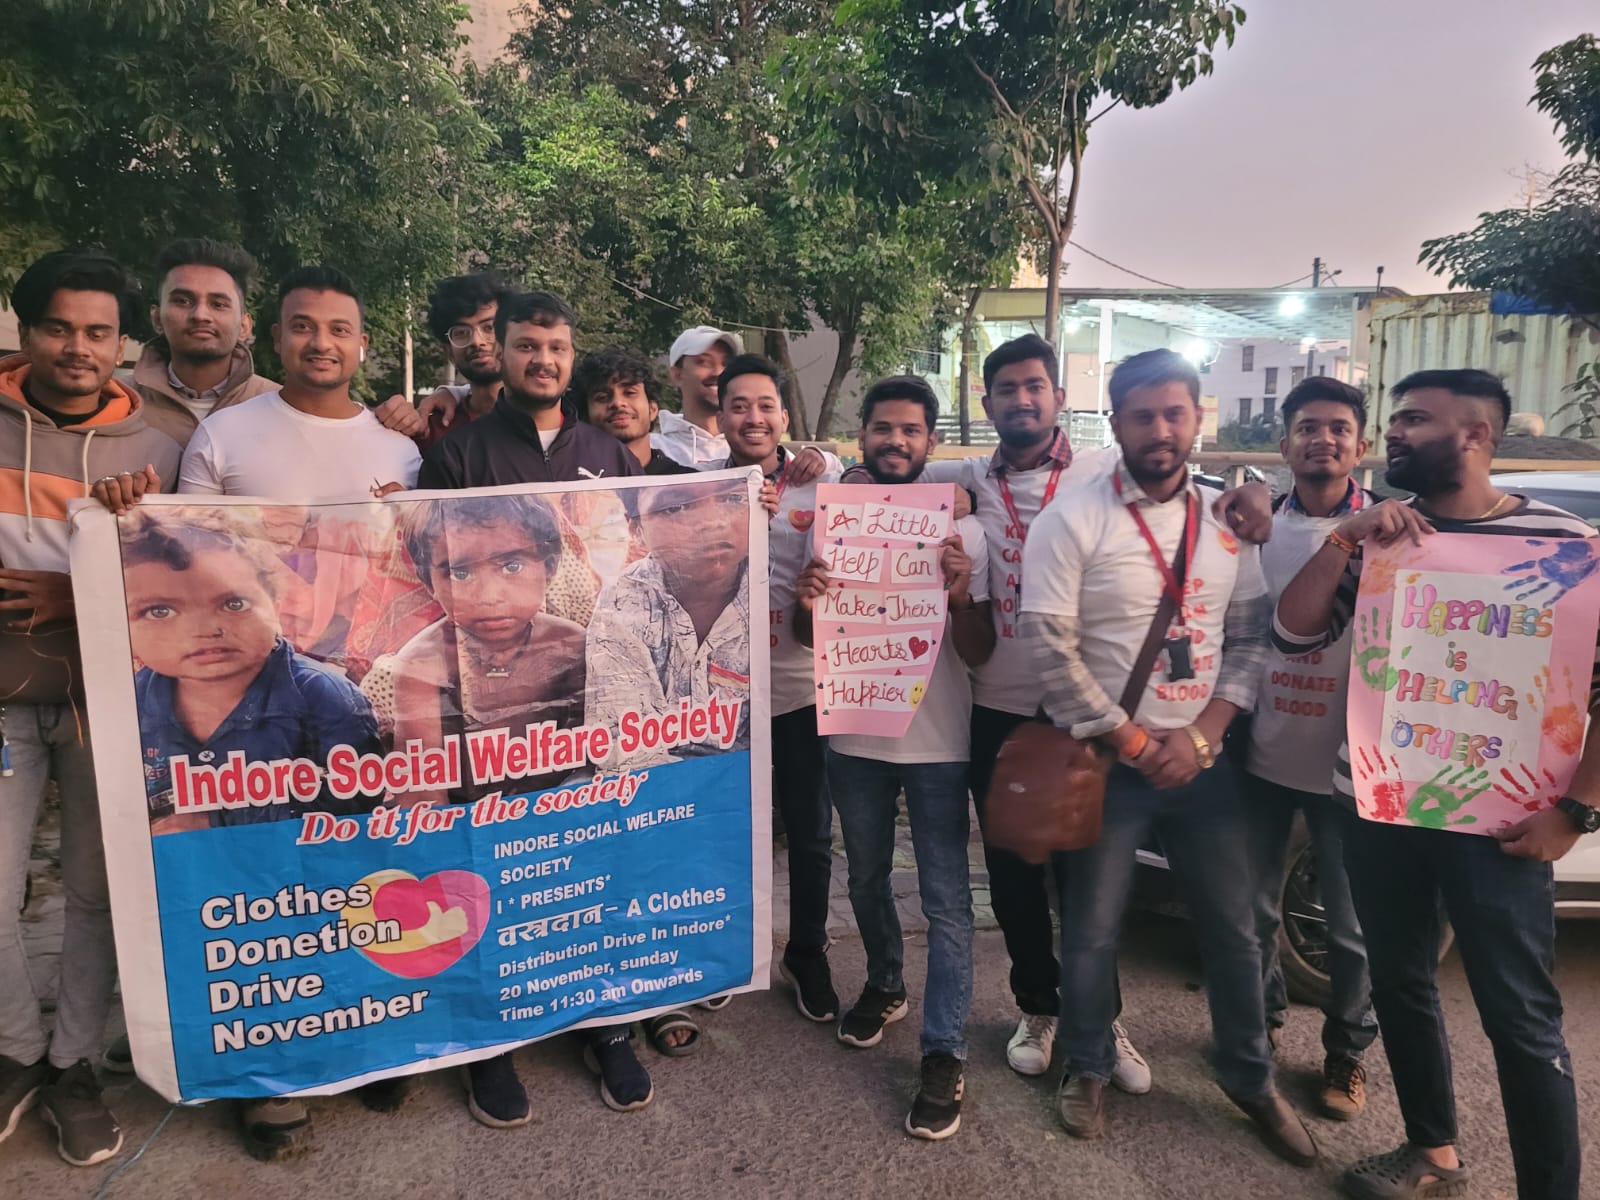 Indore Social Welfare Society
Do it for the society
Clothes
Donetion
Drive
November
INDORE SOCIAL WELFARE
SOCIETY
I * PRESENTS*
वस्त्रदान- A Clothes
Distribution Drive In Indore*
20 November, sunday
Time 11:30 am Onwards
A Little
Help Can
Make Their
Hearts
Happier
AND
DONATE
BLOOD
BLOOD
HAPPINESS
is
HELPING
OTHERS!